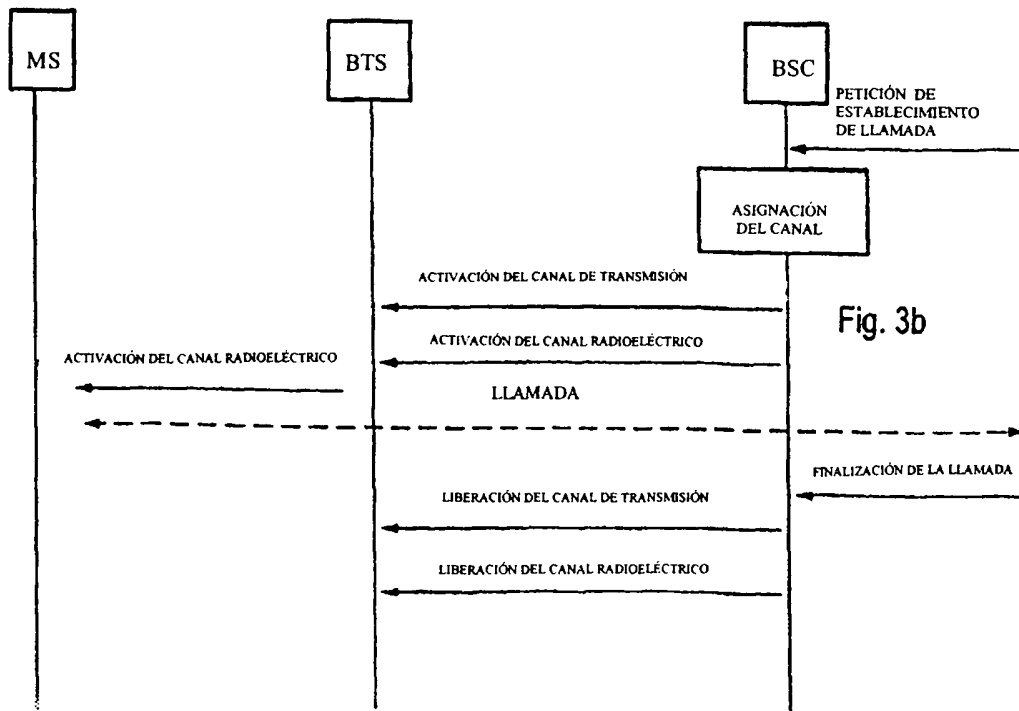 MS
BTS
BSC
PETICIÓN DE
ESTABLECIMIENTO
DE LLAMADA
ASIGNACIÓN
DEL CANAL
ACTIVACIÓN DEL CANAL DE TRANSMISIÓN
Fig. 3b
ACTIVACIÓN DEL CANAL RADIOELÉCTRICO
ACTIVACIÓN DEL CANAL RADIOELÉCTRICO
LLAMADA
FINALIZACIÓN DE LA LLAMADA
LIBERACIÓN DEL CANAL DE TRANSMISIÓN
LIBERACIÓN DEL CANAL RADIOELÉCTRICO